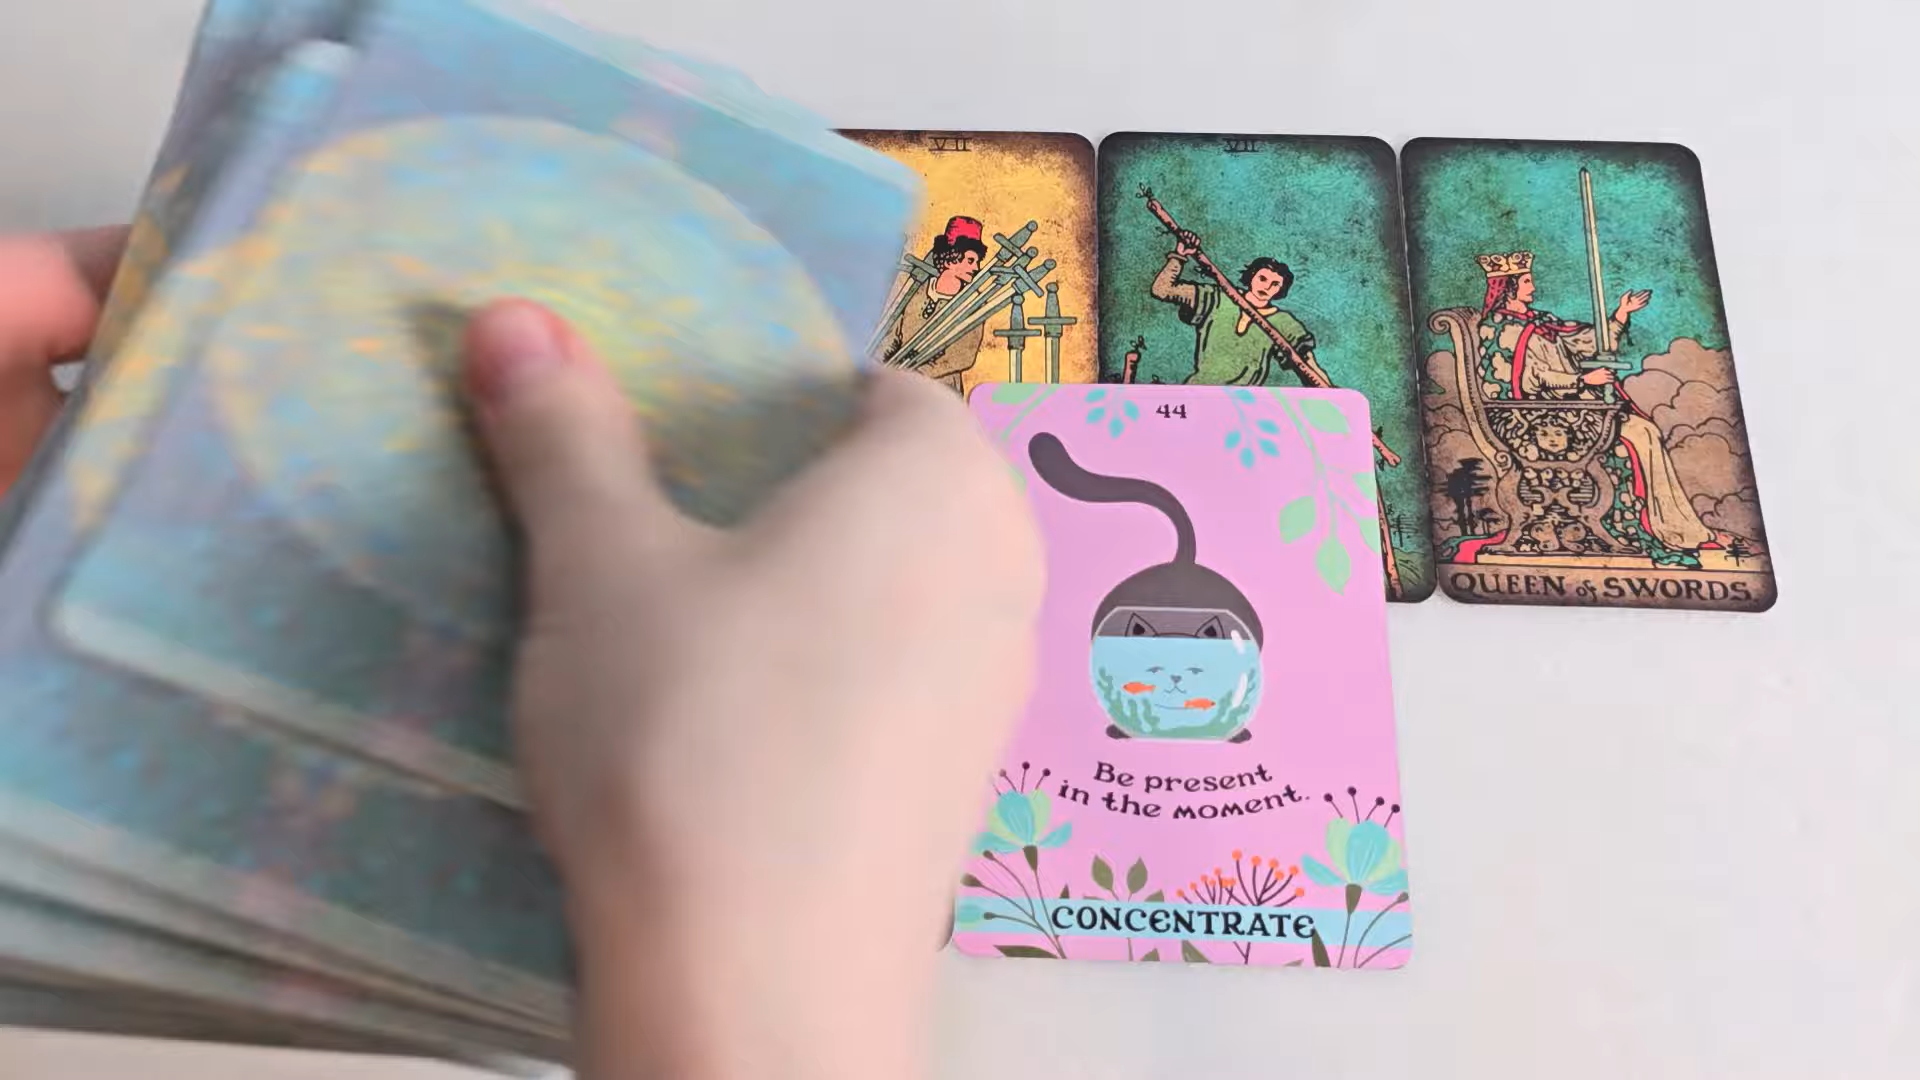 VII
VII
QUEEN of SWORDS
44
Be present
in the moment.
CONCENTRATE